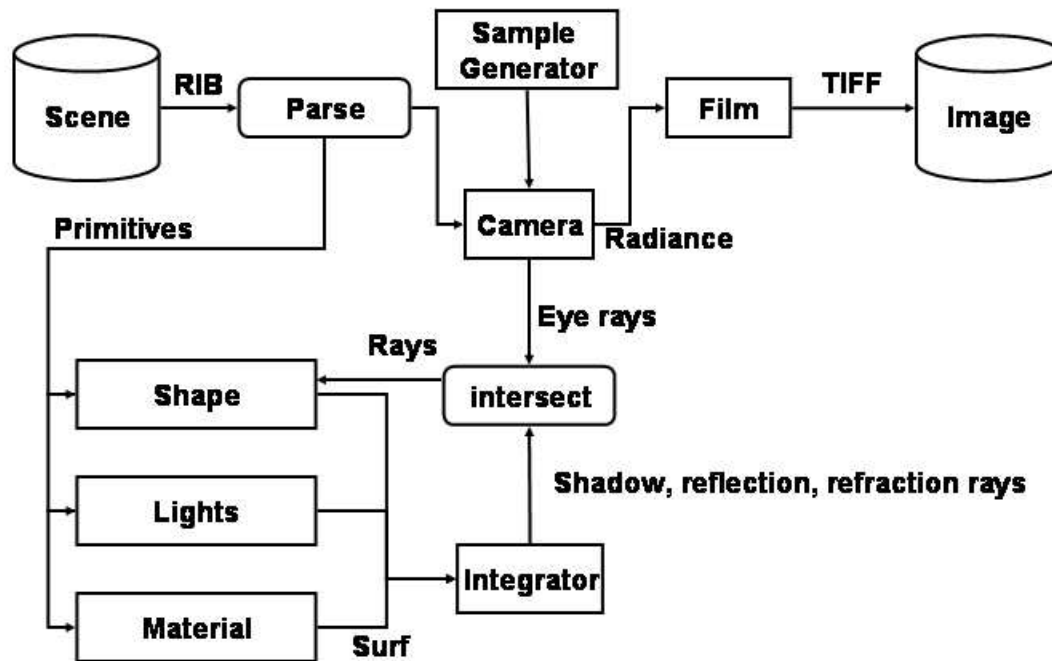 Sample
Generator
RIB
TIFF
Scene
Parse
Film
Image
Primitives
Camera
Radiance
Eye rays
Rays
Shape
intersect
Shadow, reflection, refraction rays
Lights
Integrator
Material
Surf